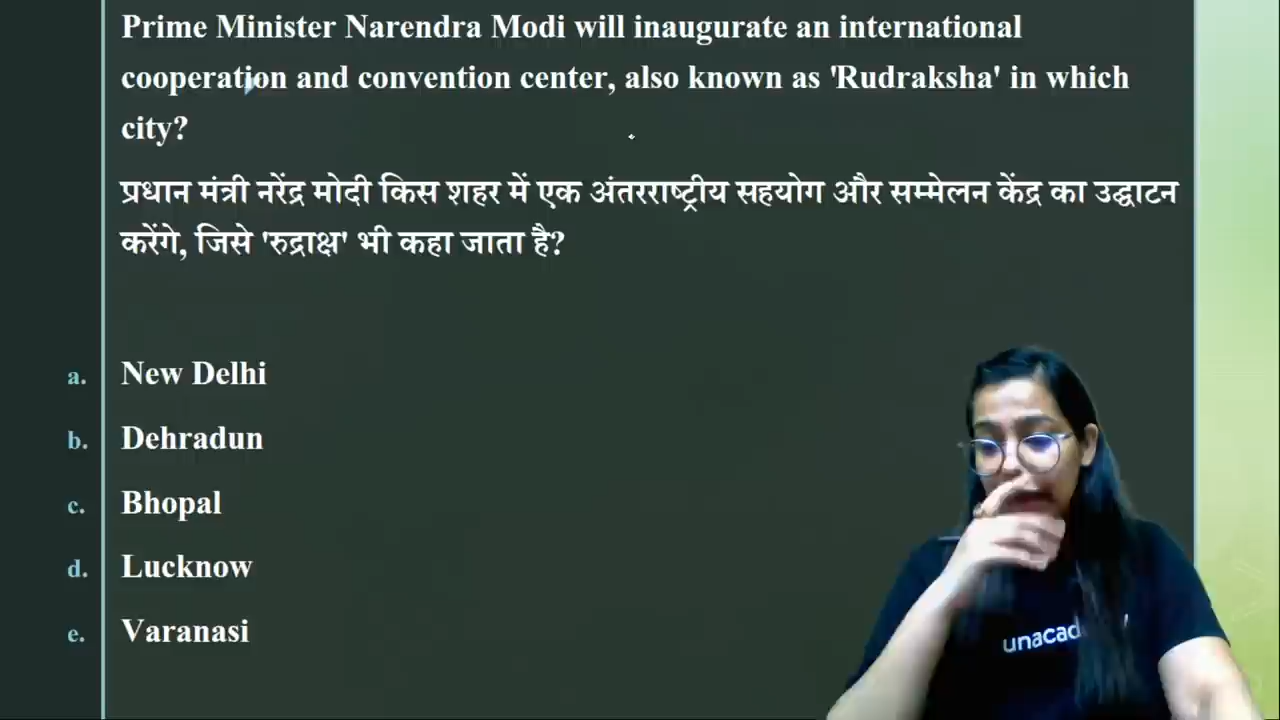 Prime Minister Narendra Modi will inaugurate an international
cooperation and convention center, also known as 'Rudraksha' in which
city?
प्रधान मंत्री नरेंद्र मोदी किस शहर में एक अंतरराष्ट्रीय सहयोग और सम्मेलन केंद्र का उद्घाटन
करेंगे, जिसे 'रुद्राक्ष' भी कहा जाता है?
a. New Delhi
b. Dehradun
c. Bhopal
d. Lucknow
e. Varanasi
unacad